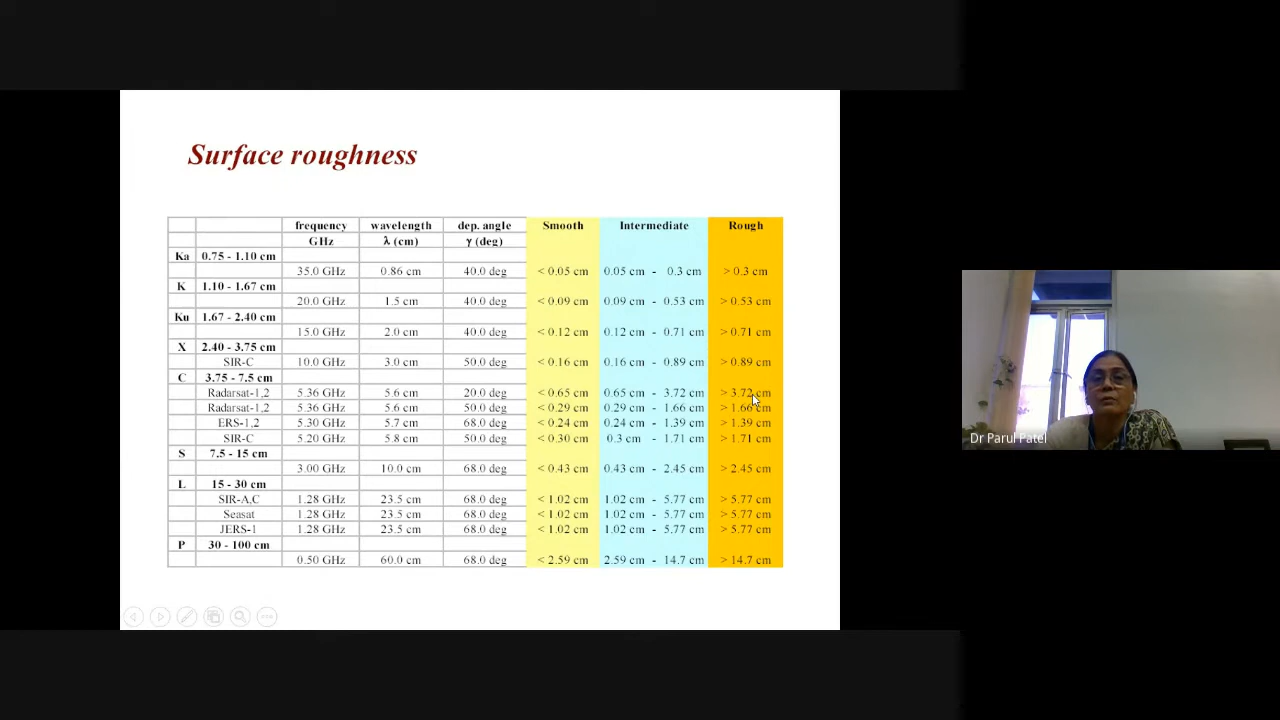 Surface roughness
frequency wavelength dep. angle Smooth Intermediate Rough
GHz λ (cm) γ (deg)
Ka 0.75 - 1.10 cm
35.0 GHz 0.86 cm 40.0 deg < 0.05 cm 0.05 cm - 0.3 cm > 0.3 cm
K 1.10 - 1.67 cm
20.0 GHz 1.5 cm 40.0 deg < 0.09 cm 0.09 cm - 0.53 cm > 0.53 cm
Ku 1.67 - 2.40 cm
15.0 GHz 2.0 cm 40.0 deg < 0.12 cm 0.12 cm - 0.71 cm > 0.71 cm
X 2.40 - 3.75 cm
SIR-C 10.0 GHz 3.0 cm 50.0 deg < 0.16 cm 0.16 cm - 0.89 cm > 0.89 cm
C 3.75 - 7.5 cm
Radarsat-1,2 5.36 GHz 5.6 cm 20.0 deg < 0.65 cm 0.65 cm - 3.72 cm > 3.72 cm
Radarsat-1,2 5.36 GHz 5.6 cm 50.0 deg < 0.29 cm 0.29 cm - 1.66 cm > 1.66 cm
ERS-1,2 5.30 GHz 5.7 cm 68.0 deg < 0.24 cm 0.24 cm - 1.39 cm > 1.39 cm
SIR-C 5.20 GHz 5.8 cm 50.0 deg < 0.30 cm 0.3 cm - 1.71 cm > 1.71 cm
S 7.5 - 15 cm
3.00 GHz 10.0 cm 68.0 deg < 0.43 cm 0.43 cm - 2.45 cm > 2.45 cm
L 15 - 30 cm
SIR-A,C 1.28 GHz 23.5 cm 68.0 deg < 1.02 cm 1.02 cm - 5.77 cm > 5.77 cm
Seasat 1.28 GHz 23.5 cm 68.0 deg < 1.02 cm 1.02 cm - 5.77 cm > 5.77 cm
JERS-1 1.28 GHz 23.5 cm 68.0 deg < 1.02 cm 1.02 cm - 5.77 cm > 5.77 cm
P 30 - 100 cm
0.50 GHz 60.0 cm 68.0 deg < 2.59 cm 2.59 cm - 14.7 cm > 14.7 cm
Dr Parul Patel